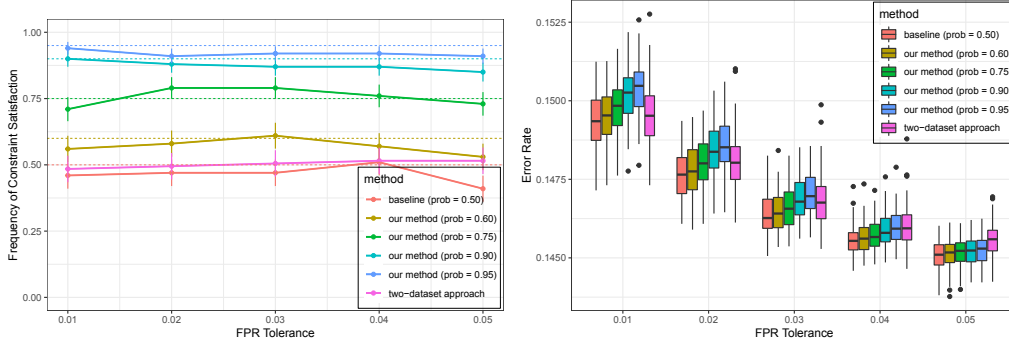 Frequency of Constraint Satisfaction
1.00
0.75
0.50
0.25
0.00
0.01
0.02
0.03
0.04
0.05
FPR Tolerance
method
baseline (prob = 0.50)
our method (prob = 0.60)
our method (prob = 0.75)
our method (prob = 0.90)
our method (prob = 0.95)
two−dataset approach
Error Rate
0.1525
0.1500
0.1475
0.1450
0.01
0.02
0.03
0.04
0.05
FPR Tolerance
method
baseline (prob = 0.50)
our method (prob = 0.60)
our method (prob = 0.75)
our method (prob = 0.90)
our method (prob = 0.95)
two−dataset approach